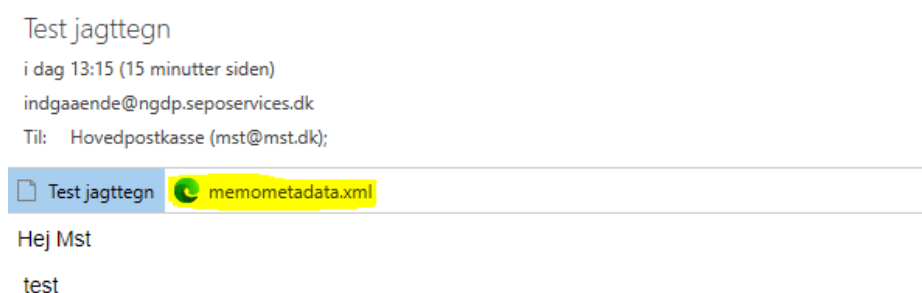 Test jagttegn
i dag 13:15 (15 minutter siden)
indgaaende@ngdp.seposervices.dk
Til: Hovedpostkasse (mst@mst.dk);
Test jagttegn memometadata.xml
Hej Mst
test